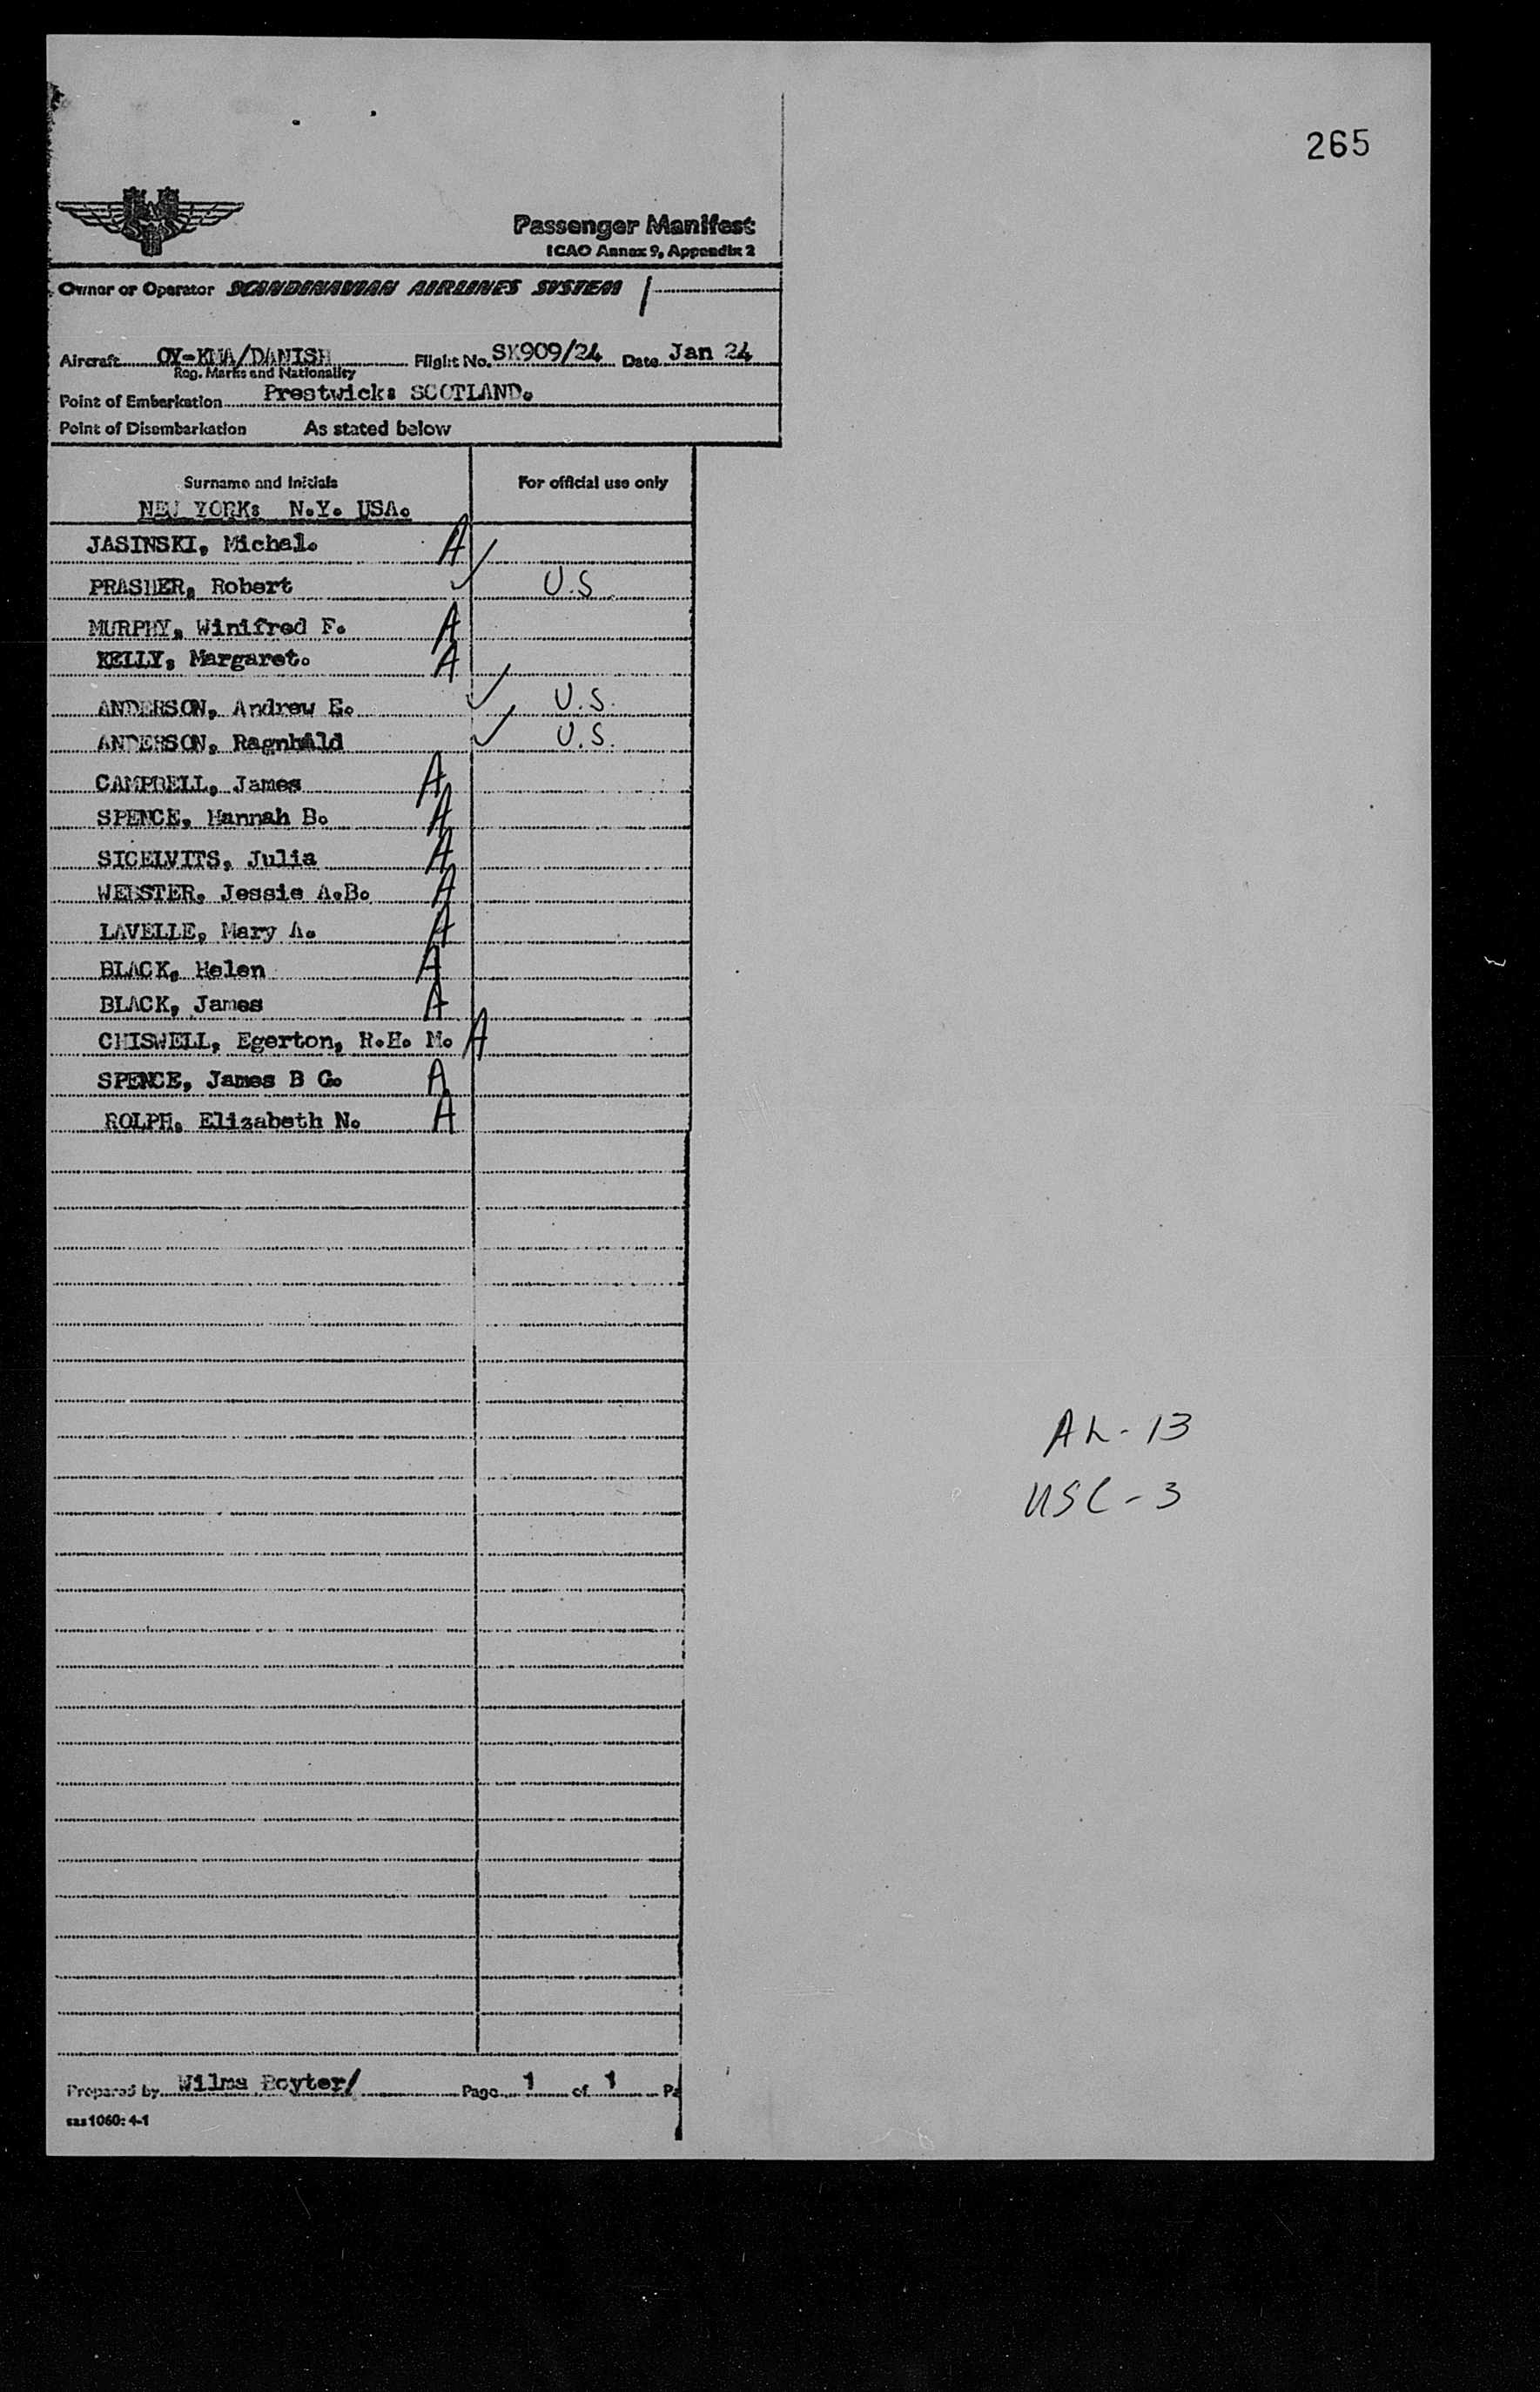 265
Passenger Manifest
ICAO Annex 9, Appendix 2
Owner or Operator SCANDINAVIAN AIRLINES SYSTEM /
Aircraft OY-KMA/DANISH Flight No. SK909/24 Date Jan 24
Reg. Marks and Nationality
Point of Embarkation Prestwick: SCOTLAND.
Point of Disembarkation As stated below
Surname and Initials For official use only
NEW YORK: N.Y. USA.
JASINSKI, Michal. A
PRASHER, Robert ✓ U.S.
MURPHY, Winifred F. A
KELLY, Margaret. A
ANDERSON, Andrew E. ✓ U.S.
ANDERSON, Ragnhild ✓ U.S.
CAMPBELL, James A
SPENCE, Hannah B. A
SICELVITS, Julia A
WEBSTER, Jessie A.B. A
LAVELLE, Mary A. A
BLACK, Helen A
BLACK, James A
CHISWELL, Egerton, R.H. M. A
SPENCE, James B G. A
ROLPH, Elizabeth N. A
AL-13
USC-3
Prepared by Wilma Boyter/ Page 1 of 1 Pa
sas 1060: 4-1